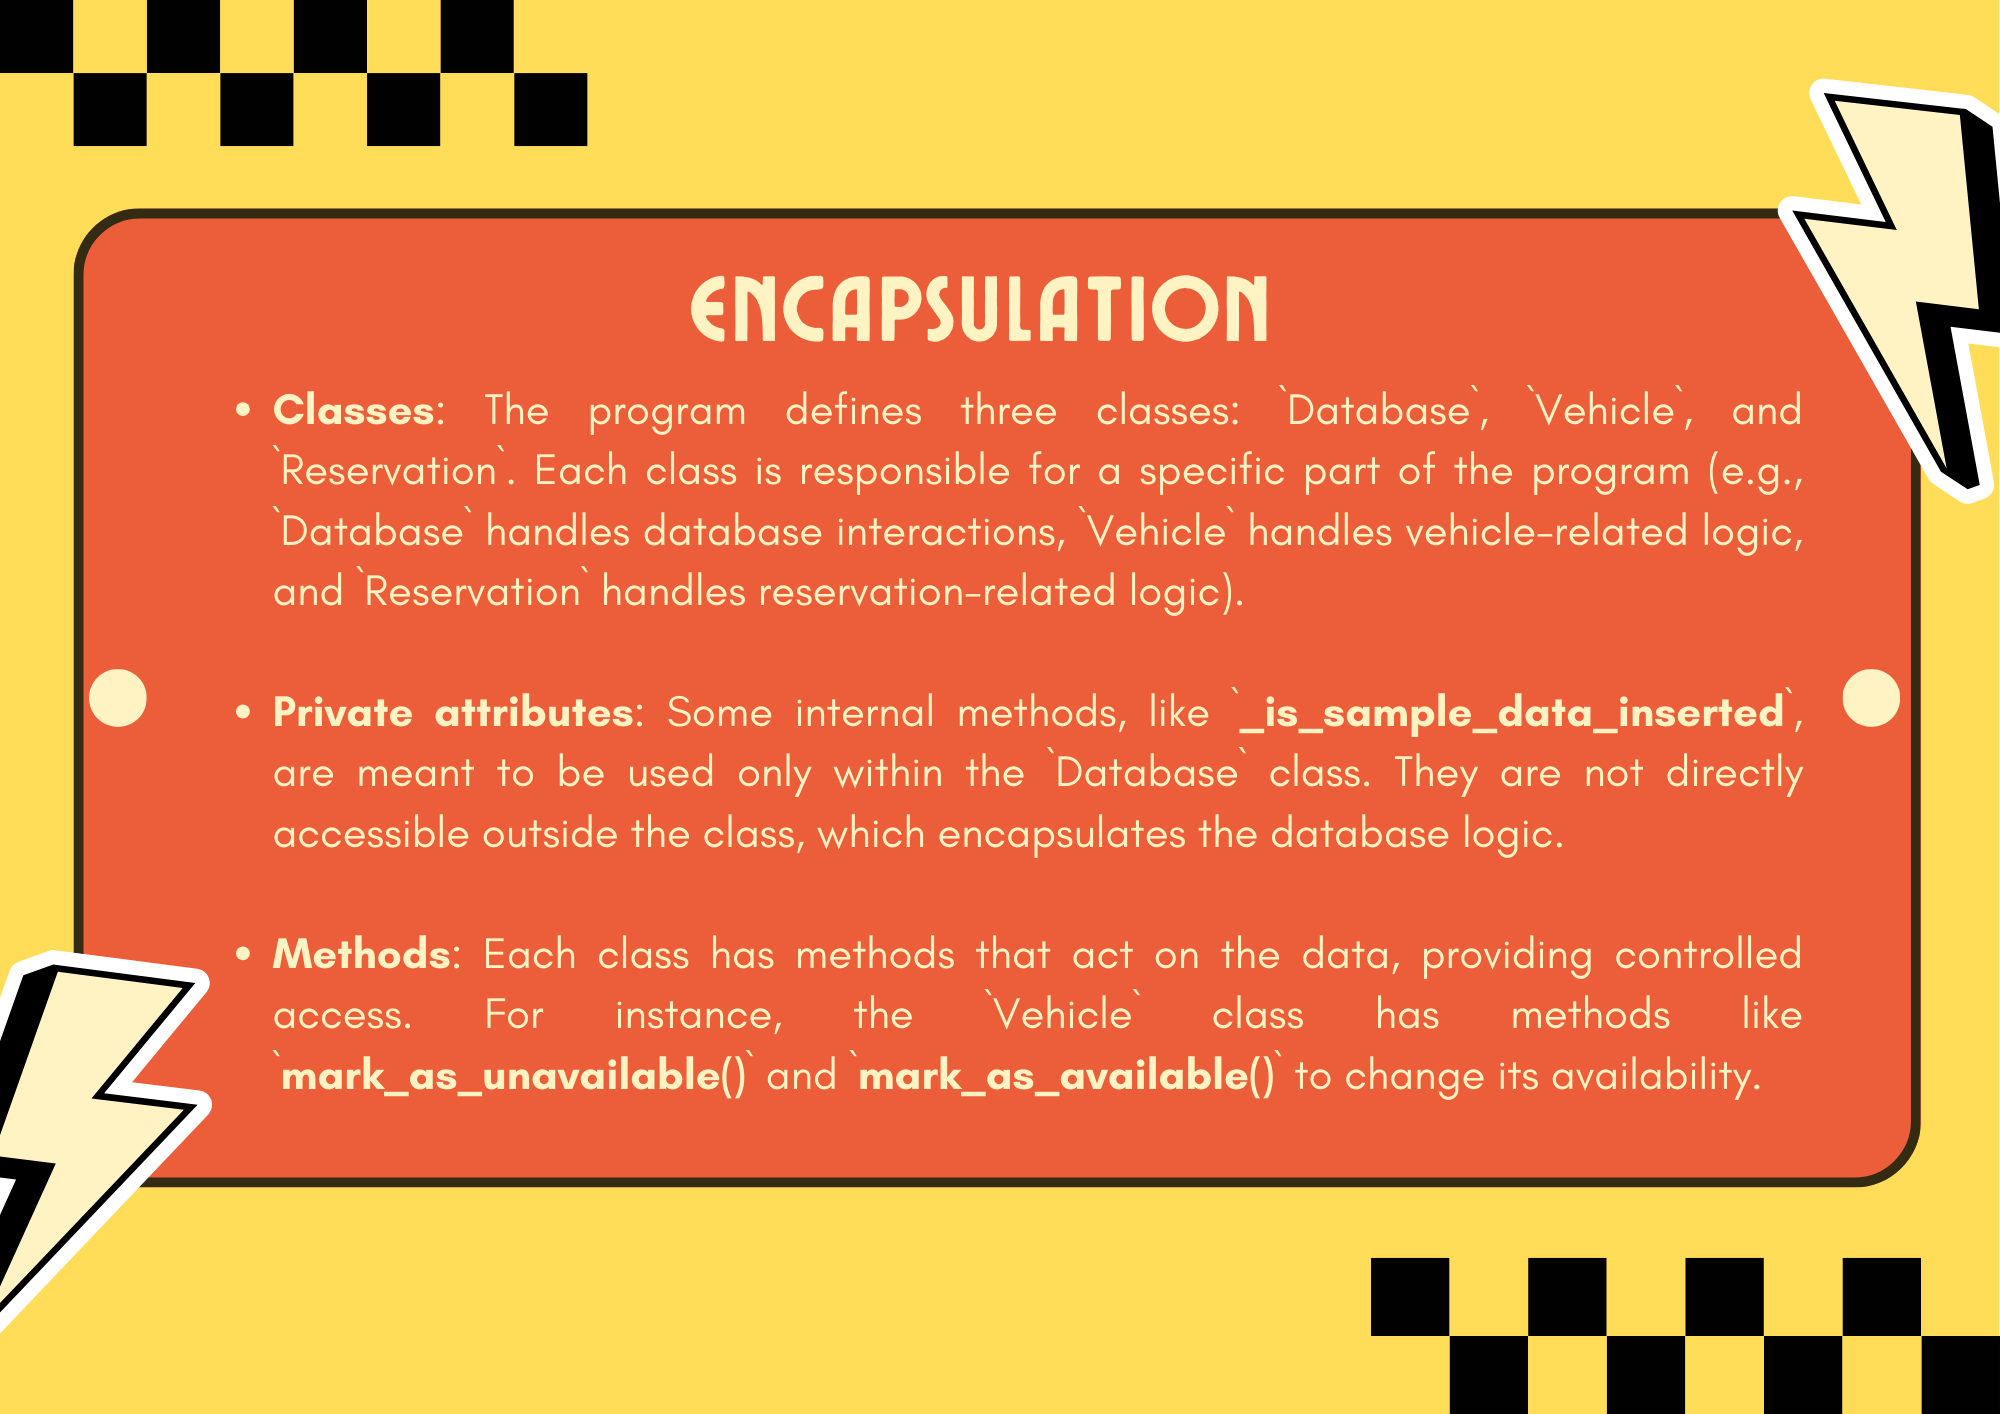 ENCAPSULATION
• Classes: The program defines three classes: `Database`, `Vehicle`, and
`Reservation`. Each class is responsible for a specific part of the program (e.g.,
`Database` handles database interactions, `Vehicle` handles vehicle-related logic,
and `Reservation` handles reservation-related logic).
• Private attributes: Some internal methods, like `_is_sample_data_inserted`,
are meant to be used only within the `Database` class. They are not directly
accessible outside the class, which encapsulates the database logic.
• Methods: Each class has methods that act on the data, providing controlled
access. For instance, the `Vehicle` class has methods like
`mark_as_unavailable()` and `mark_as_available()` to change its availability.